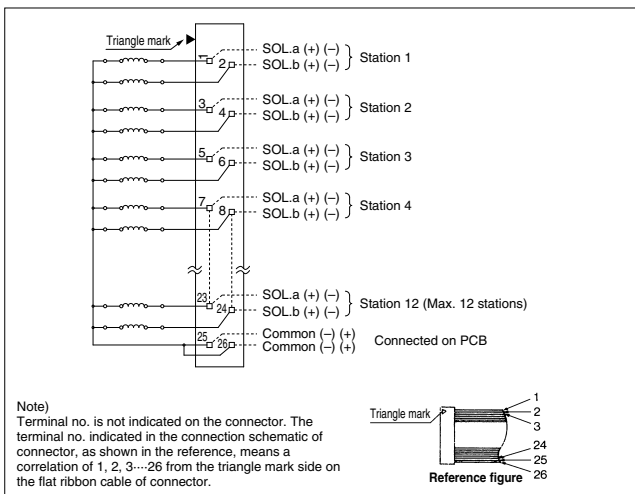 Triangle mark
1
2
SOL.a (+) (–)
SOL.b (+) (–)
Station 1
3
4
SOL.a (+) (–)
SOL.b (+) (–)
Station 2
5
6
SOL.a (+) (–)
SOL.b (+) (–)
Station 3
7
8
SOL.a (+) (–)
SOL.b (+) (–)
Station 4
23
24
SOL.a (+) (–)
SOL.b (+) (–)
Station 12 (Max. 12 stations)
25
26
Common (–) (+)
Common (–) (+)
Connected on PCB
Note)
Terminal no. is not indicated on the connector. The
terminal no. indicated in the connection schematic of
connector, as shown in the reference, means a
correlation of 1, 2, 3····26 from the triangle mark side on
the flat ribbon cable of connector.
Triangle mark
1
2
3
24
25
26
Reference figure